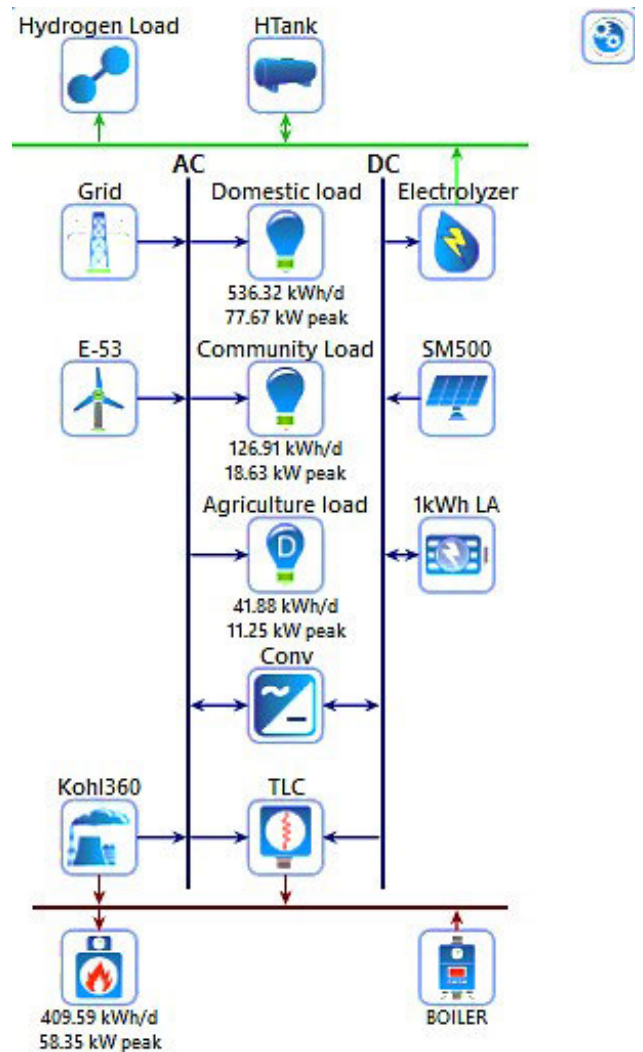 Hydrogen Load
HTank
AC
DC
Grid
Domestic load
Electrolyzer
536.32 kWh/d
77.67 kW peak
E-53
Community Load
SM500
126.91 kWh/d
18.63 kW peak
Agriculture load
1kWh LA
D
41.88 kWh/d
11.25 kW peak
Conv
Kohl360
TLC
409.59 kWh/d
58.35 kW peak
BOILER